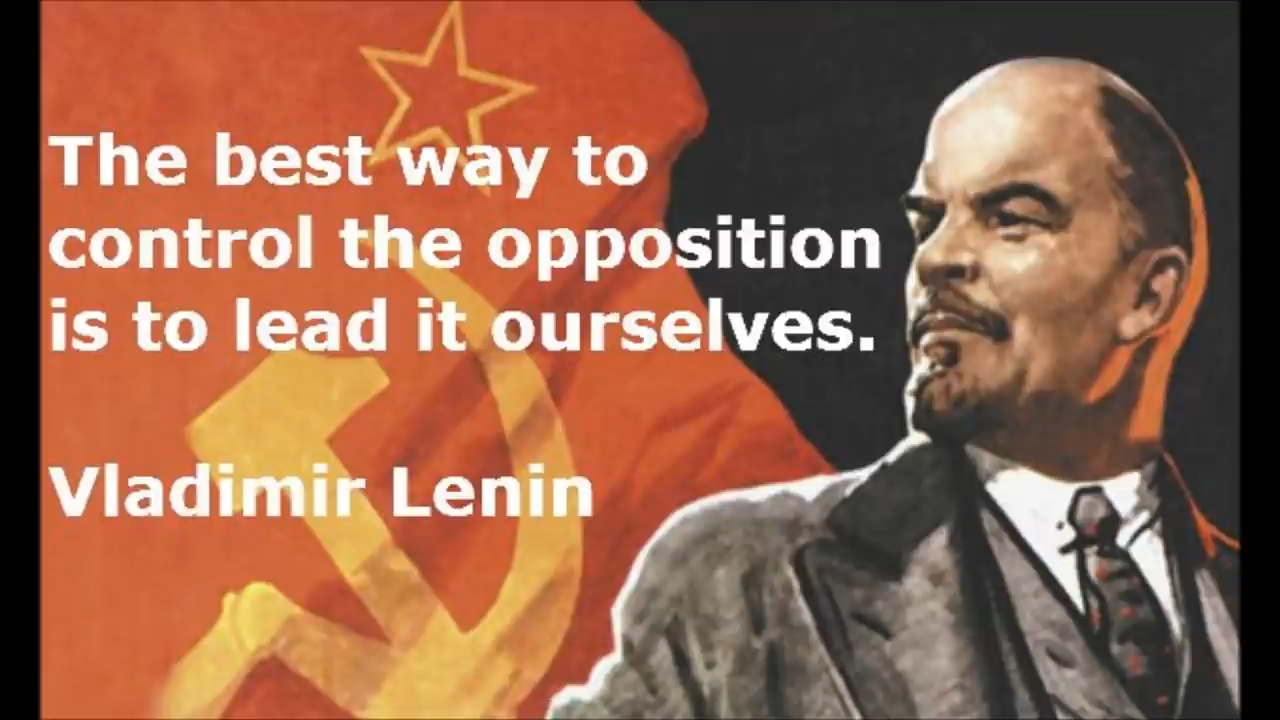 The best way to
control the opposition
is to lead it ourselves.
Vladimir Lenin